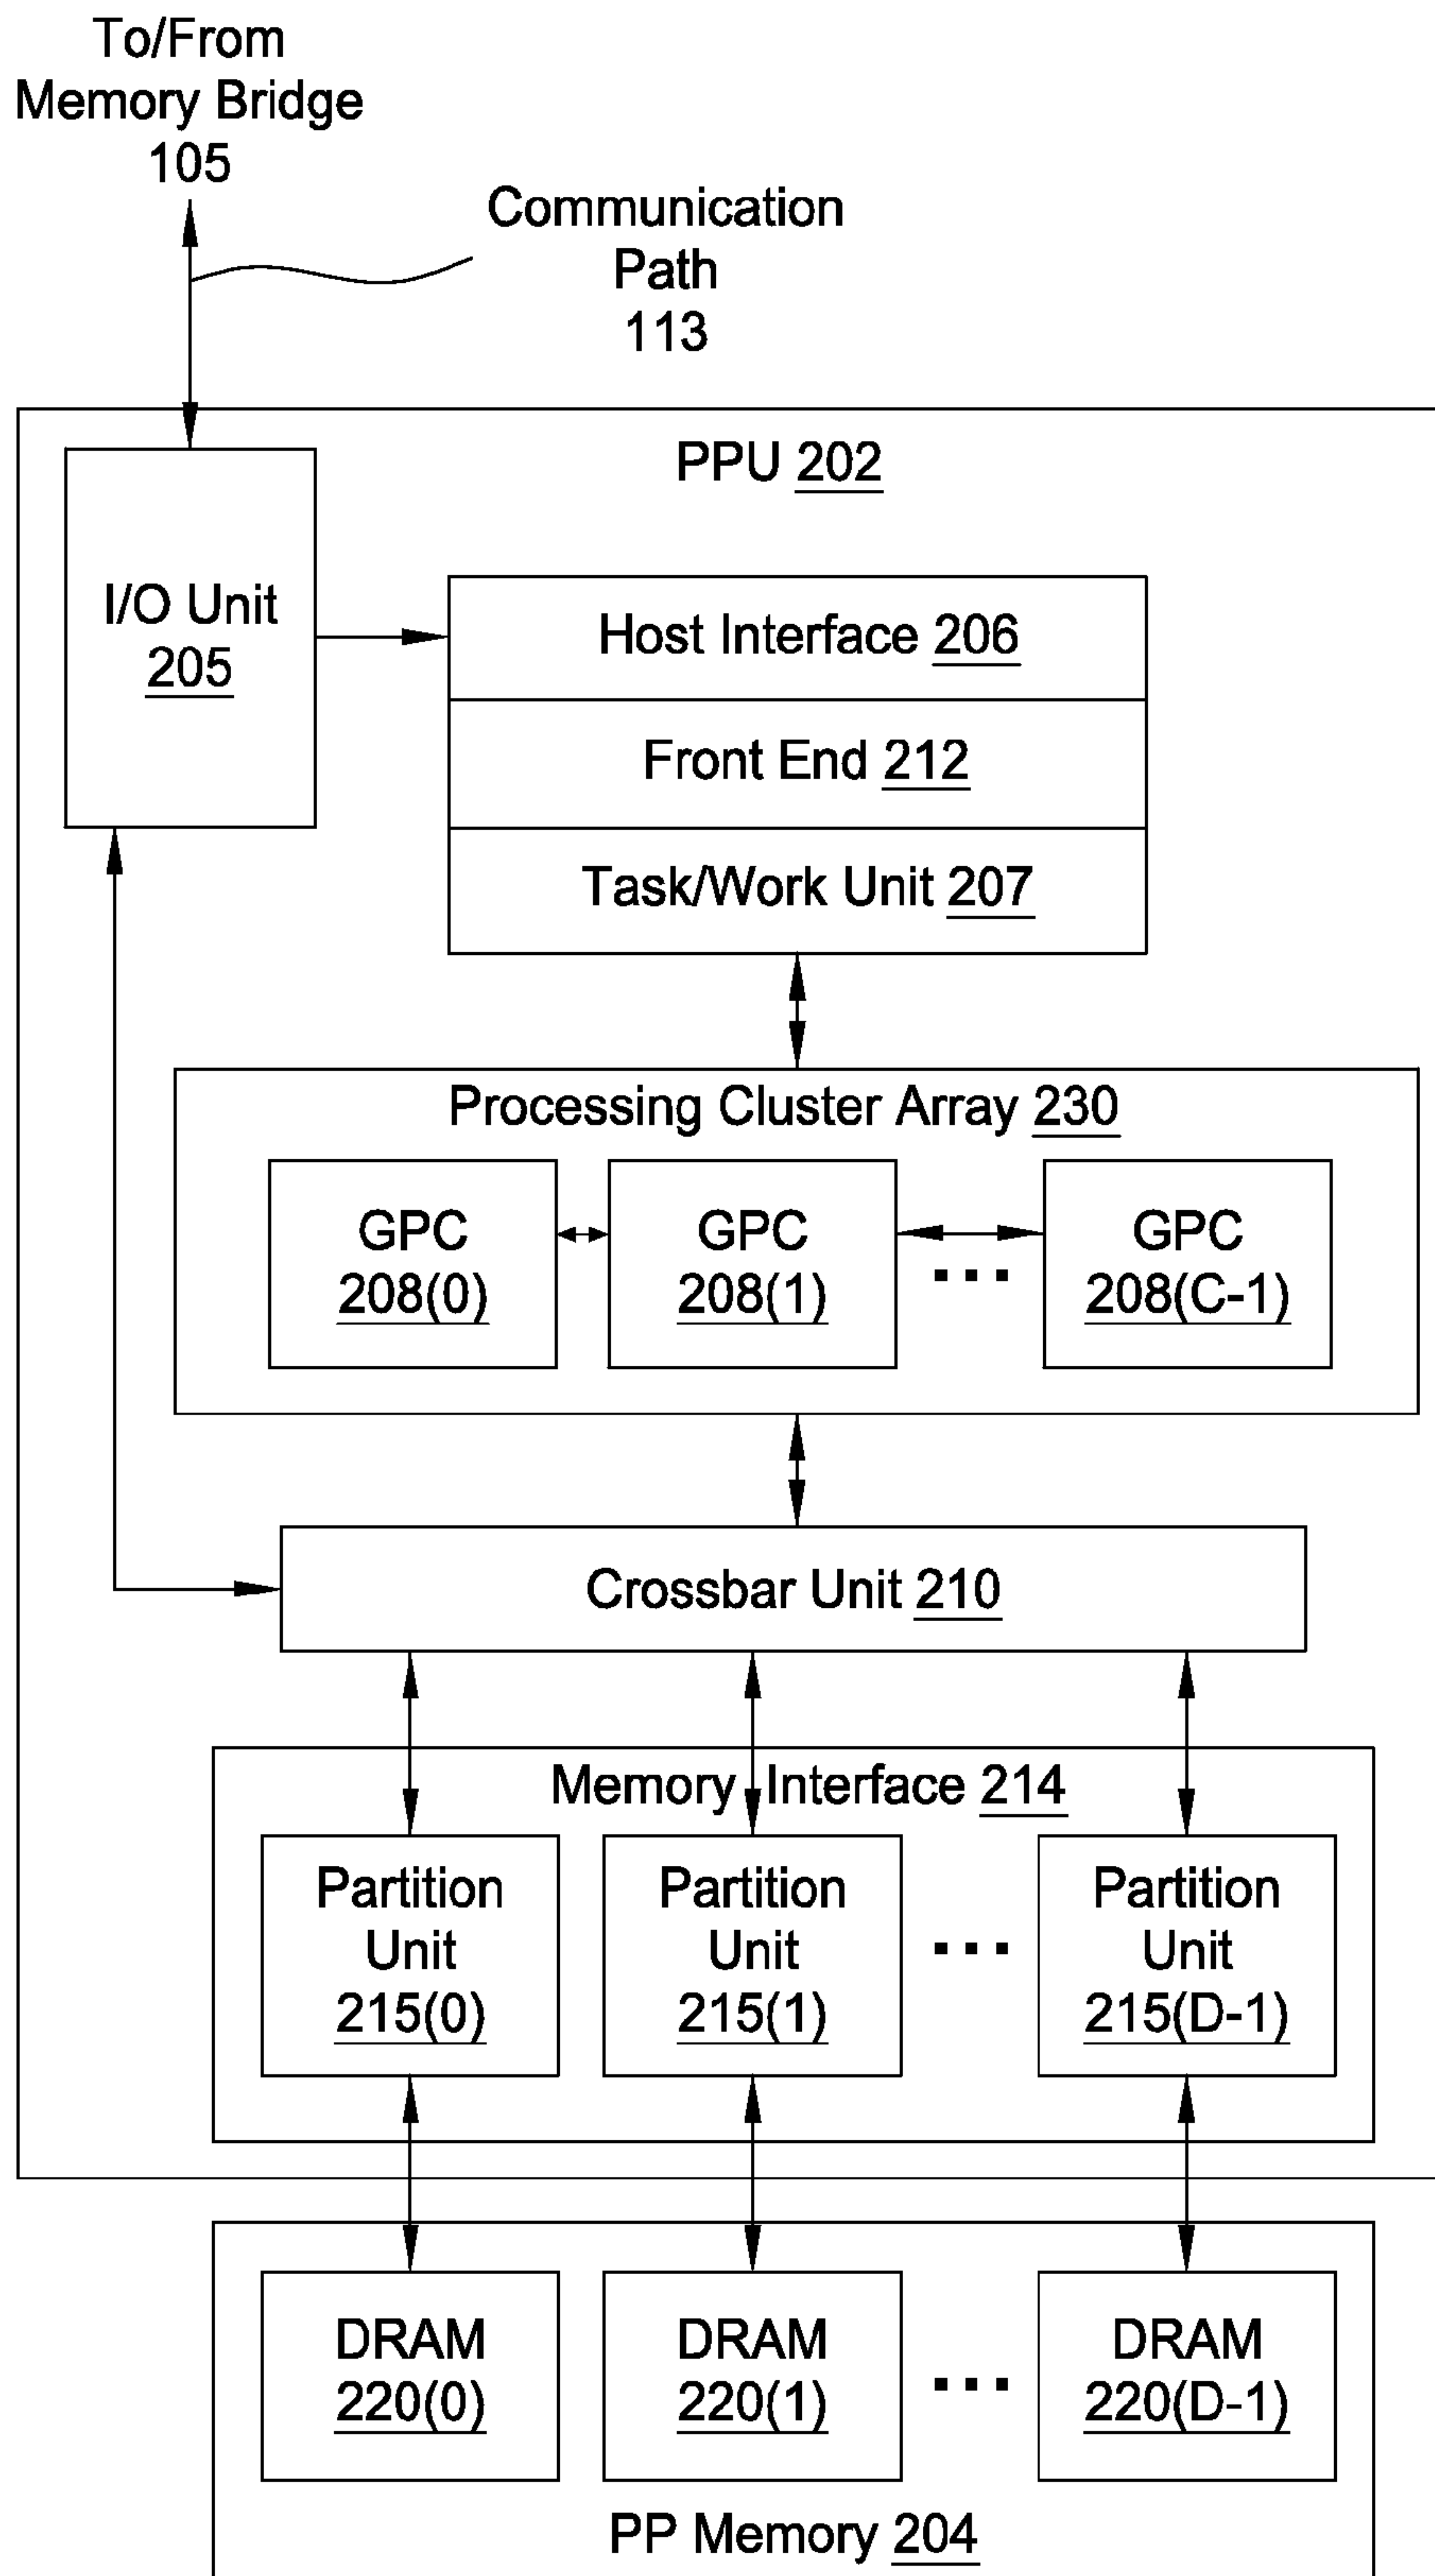 To/From
Memory Bridge
105
Communication
Path
113
PPU 202
I/O Unit
205
Host Interface 206
Front End 212
Task/Work Unit 207
Processing Cluster Array 230
GPC
208(0)
GPC
208(1)
...
GPC
208(C-1)
Crossbar Unit 210
Memory Interface 214
Partition
Unit
215(0)
Partition
Unit
215(1)
...
Partition
Unit
215(D-1)
DRAM
220(0)
DRAM
220(1)
...
DRAM
220(D-1)
PP Memory 204